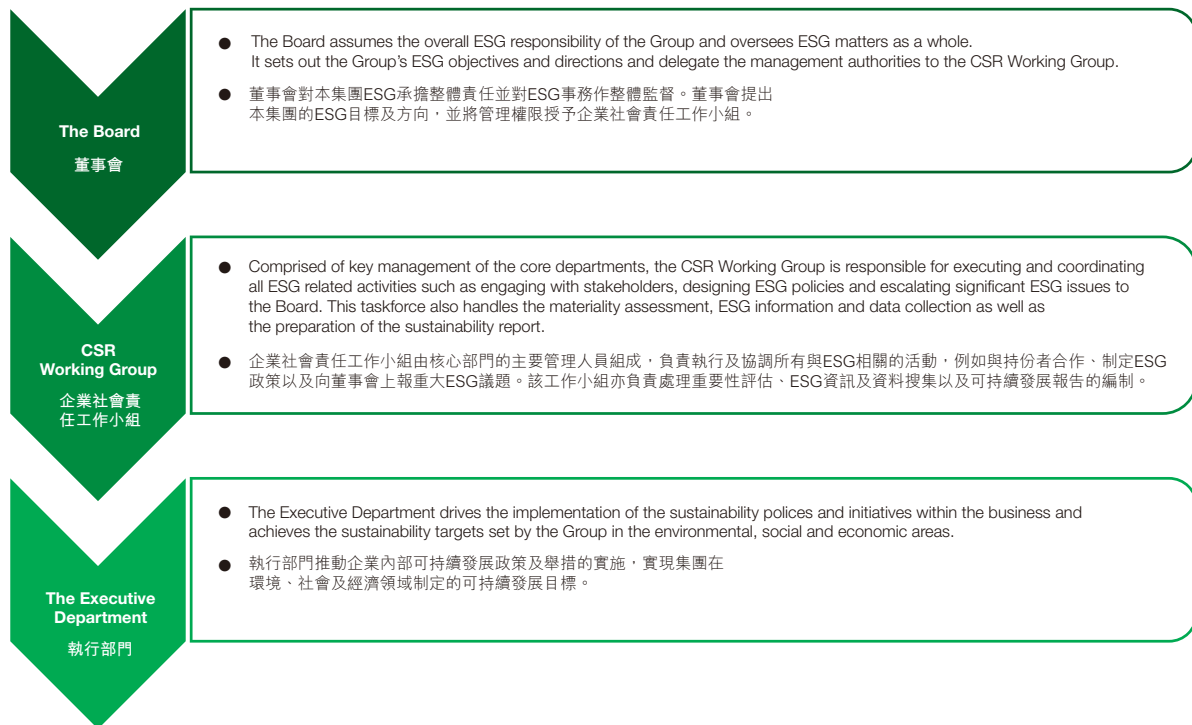 The Board
董事會
● The Board assumes the overall ESG responsibility of the Group and oversees ESG matters as a whole.
It sets out the Group's ESG objectives and directions and delegate the management authorities to the CSR Working Group.
● 董事會對本集團ESG承擔整體責任並對ESG事務作整體監督。董事會提出
本集團的ESG目標及方向，並將管理權限授予企業社會責任工作小組。
CSR
Working Group
企業社會責
任工作小組
● Comprised of key management of the core departments, the CSR Working Group is responsible for executing and coordinating
all ESG related activities such as engaging with stakeholders, designing ESG policies and escalating significant ESG issues to
the Board. This taskforce also handles the materiality assessment, ESG information and data collection as well as
the preparation of the sustainability report.
● 企業社會責任工作小組由核心部門的主要管理人員組成，負責執行及協調所有與ESG相關的活動，例如與持份者合作、制定ESG
政策以及向董事會上報重大ESG議題。該工作小組亦負責處理重要性評估、ESG資訊及資料搜集以及可持續發展報告的編制。
The Executive
Department
執行部門
● The Executive Department drives the implementation of the sustainability polices and initiatives within the business and
achieves the sustainability targets set by the Group in the environmental, social and economic areas.
● 執行部門推動企業內部可持續發展政策及舉措的實施，實現集團在
環境、社會及經濟領域制定的可持續發展目標。